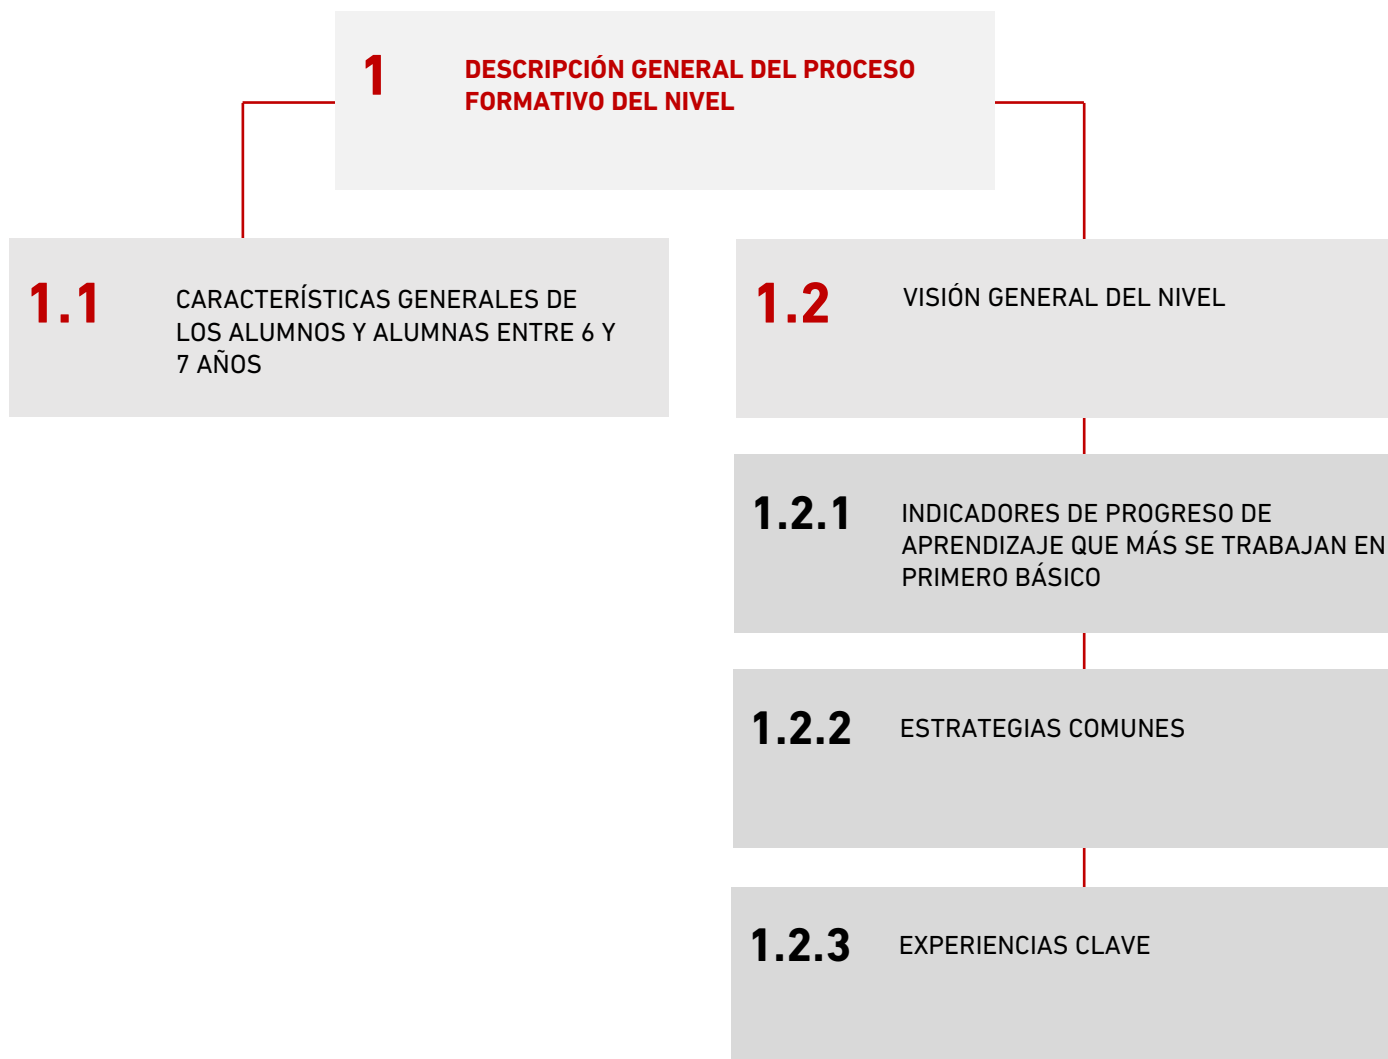 1
DESCRIPCIÓN GENERAL DEL PROCESO
FORMATIVO DEL NIVEL
1.1
CARACTERÍSTICAS GENERALES DE
LOS ALUMNOS Y ALUMNAS ENTRE 6 Y
7 AÑOS
1.2
VISIÓN GENERAL DEL NIVEL
1.2.1
INDICADORES DE PROGRESO DE
APRENDIZAJE QUE MÁS SE TRABAJAN EN
PRIMERO BÁSICO
1.2.2
ESTRATEGIAS COMUNES
1.2.3
EXPERIENCIAS CLAVE